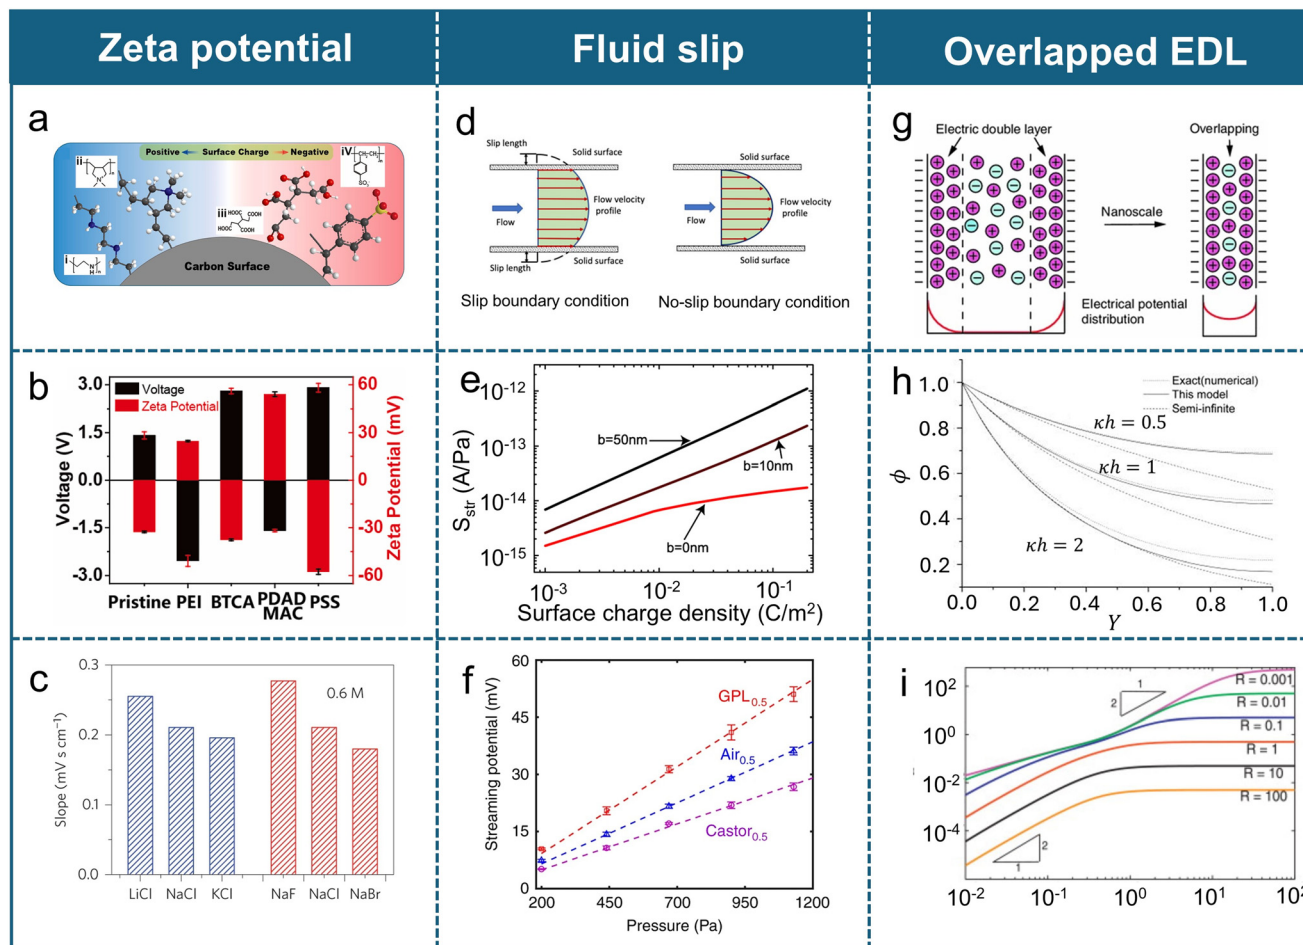 Zeta potential
Fluid slip
Overlapped EDL
a
Positive
Surface Charge
Negative
ii
iv
iii
HOOC
COOH
HOOC
COOH
i
Carbon Surface
d
Slip length
Solid surface
Flow velocity
profile
Flow
Slip length
Solid surface
Slip boundary condition
Solid surface
Flow velocity
profile
Flow
Solid surface
No-slip boundary condition
g
Electric double layer
Overlapping
Nanoscale
Electrical potential
distribution
b
Voltage
Zeta Potential
Voltage (V)
3.0
1.5
0.0
-1.5
-3.0
Zeta Potential (mV)
60
30
0
-30
-60
Pristine
PEI
BTCA
PDAD
MAC
PSS
e
S_str (A/Pa)
10⁻¹²
10⁻¹³
10⁻¹⁴
10⁻¹⁵
b=50nm
b=10nm
b=0nm
10⁻³
10⁻²
10⁻¹
Surface charge density (C/m²)
h
Exact(numerical)
This model
Semi-infinite
κh = 0.5
κh = 1
κh = 2
ϕ
1.0
0.8
0.6
0.4
0.2
0.0 0.2 0.4 0.6 0.8 1.0
Y
c
0.6 M
Slope (mV s cm⁻¹)
0.3
0.2
0.1
0.0
LiCl
NaCl
KCl
NaF
NaCl
NaBr
f
Streaming potential (mV)
60
45
30
15
0
GPL₀.₅
Air₀.₅
Castor₀.₅
200 450 700 950 1200
Pressure (Pa)
i
10²
10⁰
10⁻²
10⁻⁴
1
2
R = 0.001
R = 0.01
R = 0.1
R = 1
R = 10
R = 100
2
1
10⁻² 10⁻¹ 10⁰ 10¹ 10²